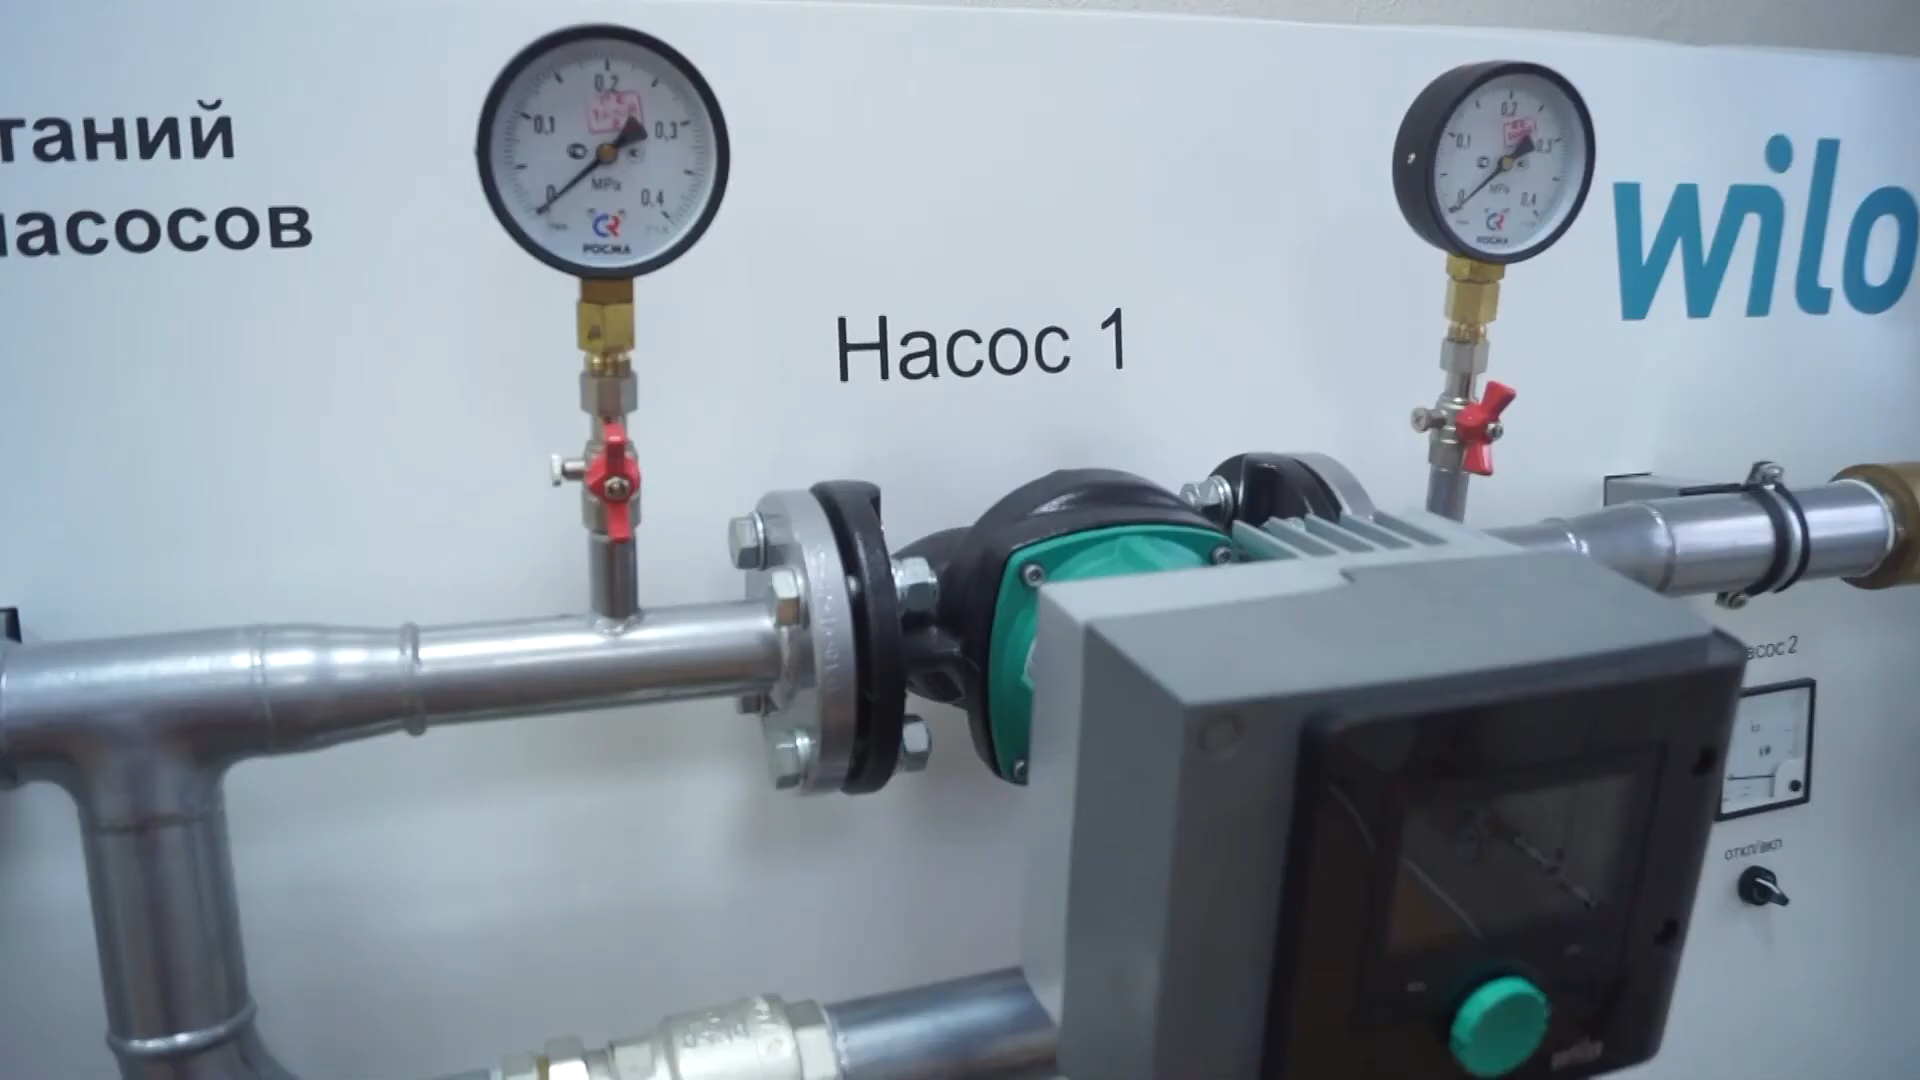 таний
насосов
0
0,1
0,2
0,3
0,4
MPa
РОСМА
Насос 1
0
0,1
0,2
0,3
0,4
MPa
РОСМА
wilo
асос 2
kW
откл/вкл